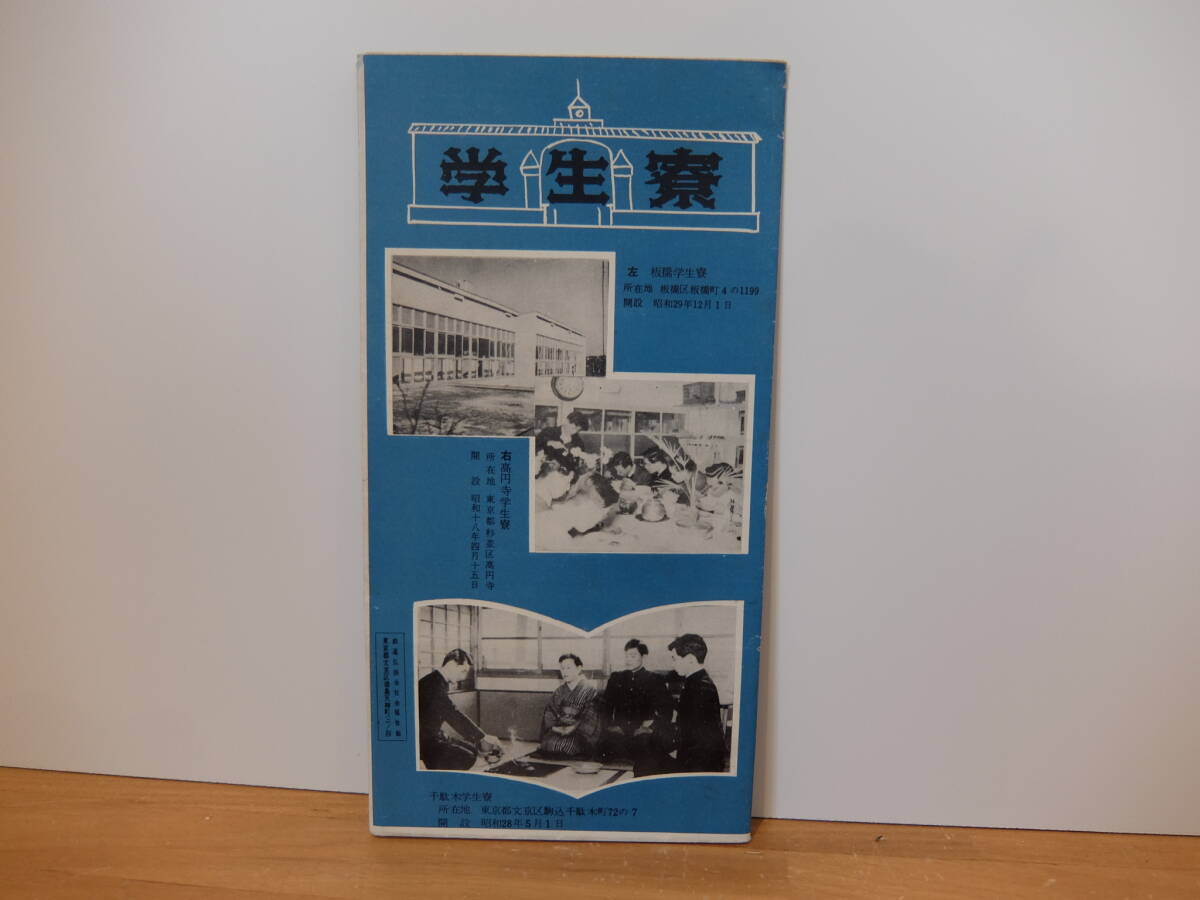 学生寮
左 板橋学生寮
所在地 板橋区板橋町4の1199
開設 昭和29年12月1日
右 高円寺学生寮
所在地 東京都杉並区高円寺
開設 昭和十八年四月十五日
千駄木学生寮
所在地 東京都文京区駒込千駄木町72の7
開設 昭和28年5月1日